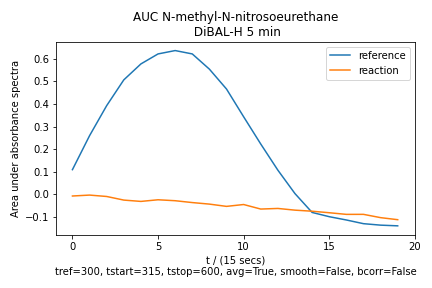 AUC N-methyl-N-nitrosoeurethane
DiBAL-H 5 min
reference
reaction
Area under absorbance spectra
0.6
0.5
0.4
0.3
0.2
0.1
0.0
−0.1
0
5
10
15
20
t / (15 secs)
tref=300, tstart=315, tstop=600, avg=True, smooth=False, bcorr=False